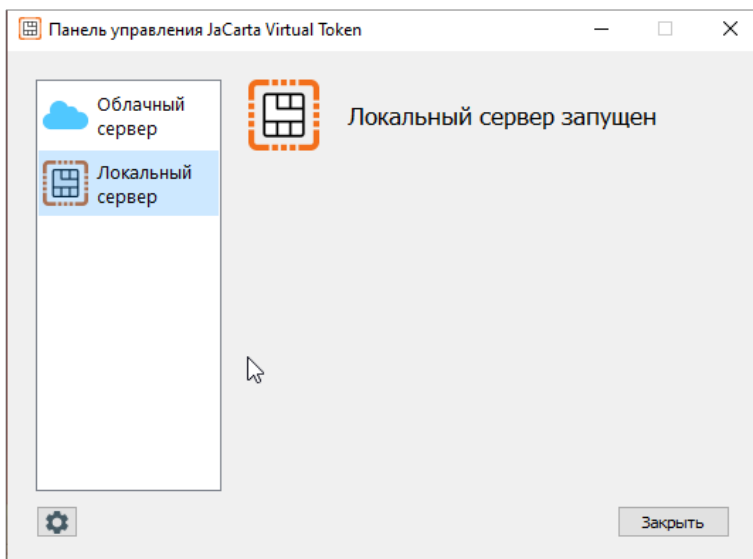 Панель управления JaCarta Virtual Token
Облачный
сервер
Локальный
сервер
Локальный сервер запущен
Закрыть